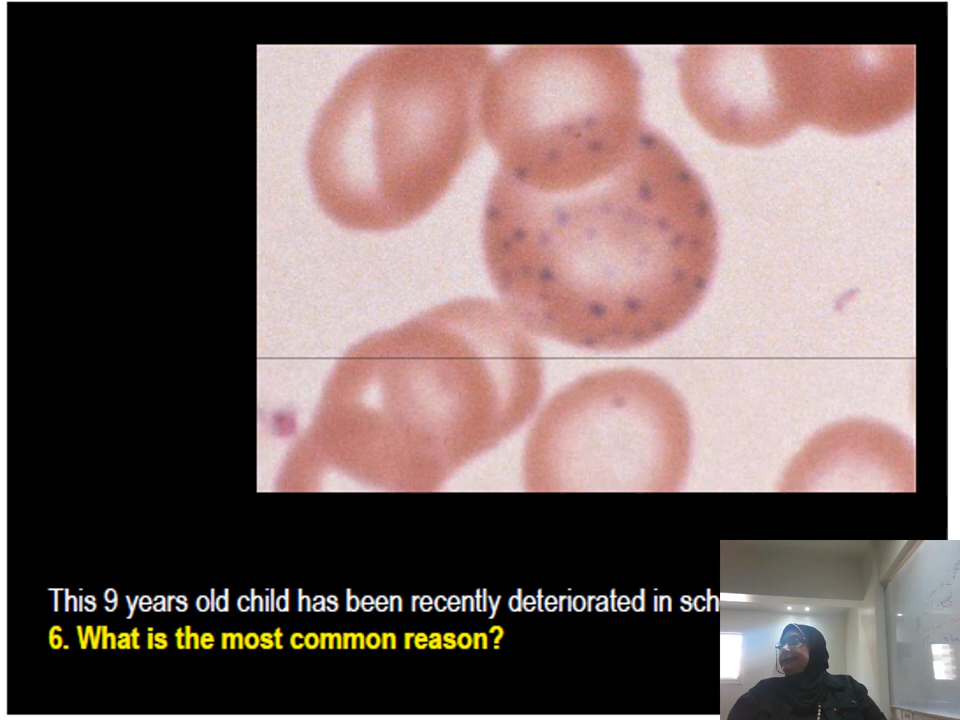 This 9 years old child has been recently deteriorated in sch
6. What is the most common reason?